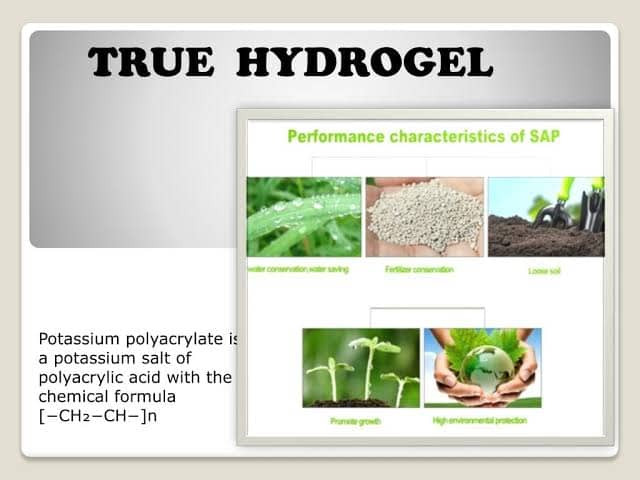 TRUE HYDROGEL
Performance characteristics of SAP
water conservation,water saving
Fertilizer conservation
Loose soil
Promote growth
High environmental protection
Potassium polyacrylate is
a potassium salt of
polyacrylic acid with the
chemical formula
[−CH₂−CH−]n